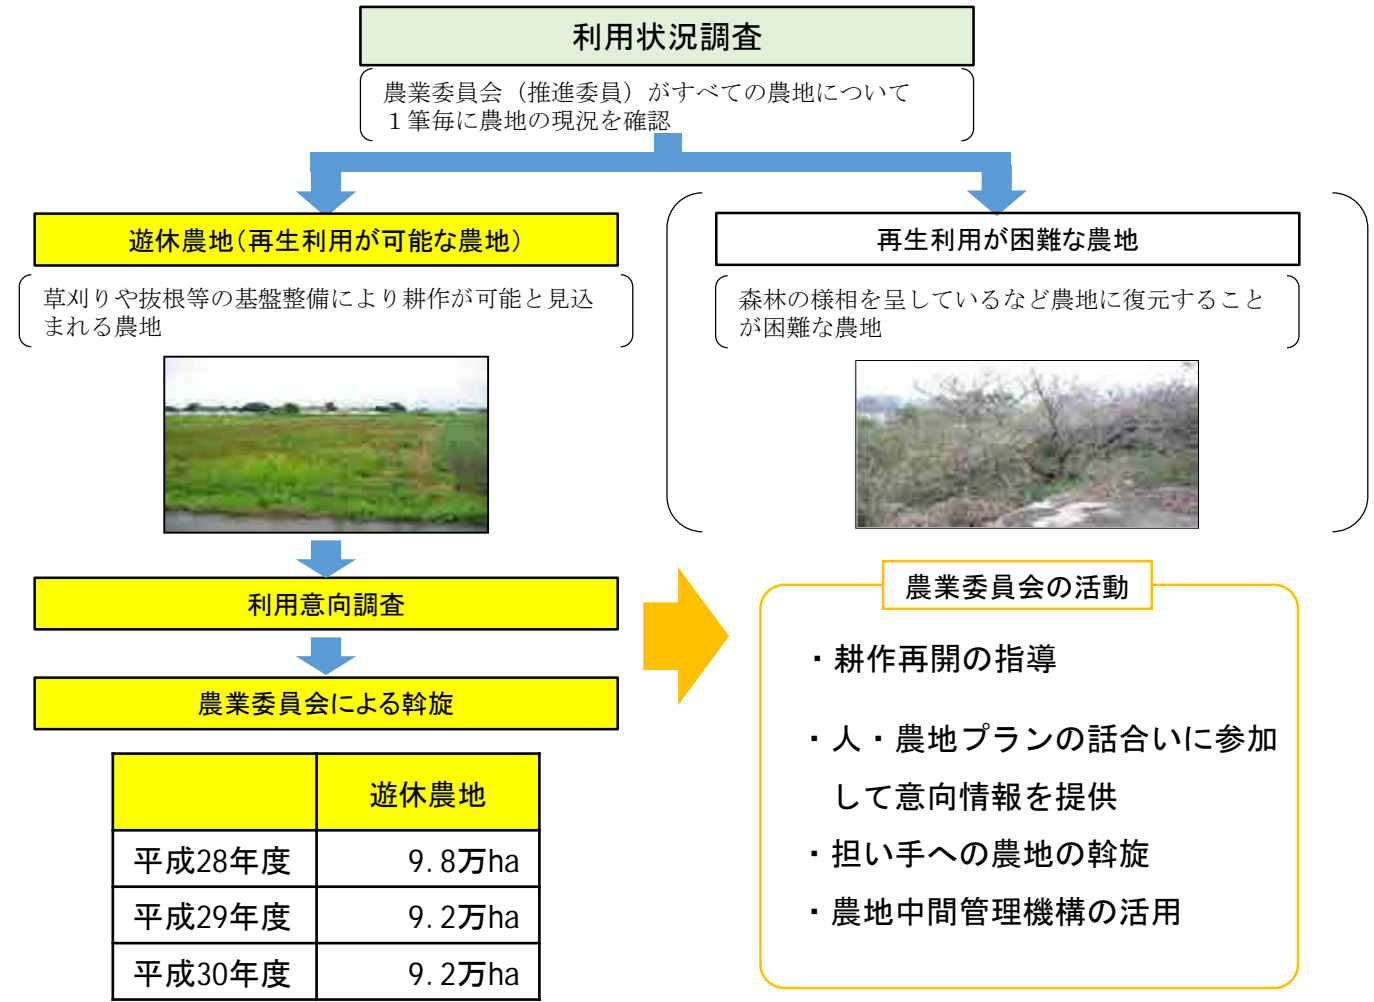 利用状況調査
農業委員会（推進委員）がすべての農地について
１筆毎に農地の現況を確認
遊休農地（再生利用が可能な農地）
草刈りや抜根等の基盤整備により耕作が可能と見込
まれる農地
再生利用が困難な農地
森林の様相を呈しているなど農地に復元すること
が困難な農地
利用意向調査
農業委員会による斡旋
遊休農地
平成28年度 9.8万ha
平成29年度 9.2万ha
平成30年度 9.2万ha
農業委員会の活動
・耕作再開の指導
・人・農地プランの話合いに参加
して意向情報を提供
・担い手への農地の斡旋
・農地中間管理機構の活用